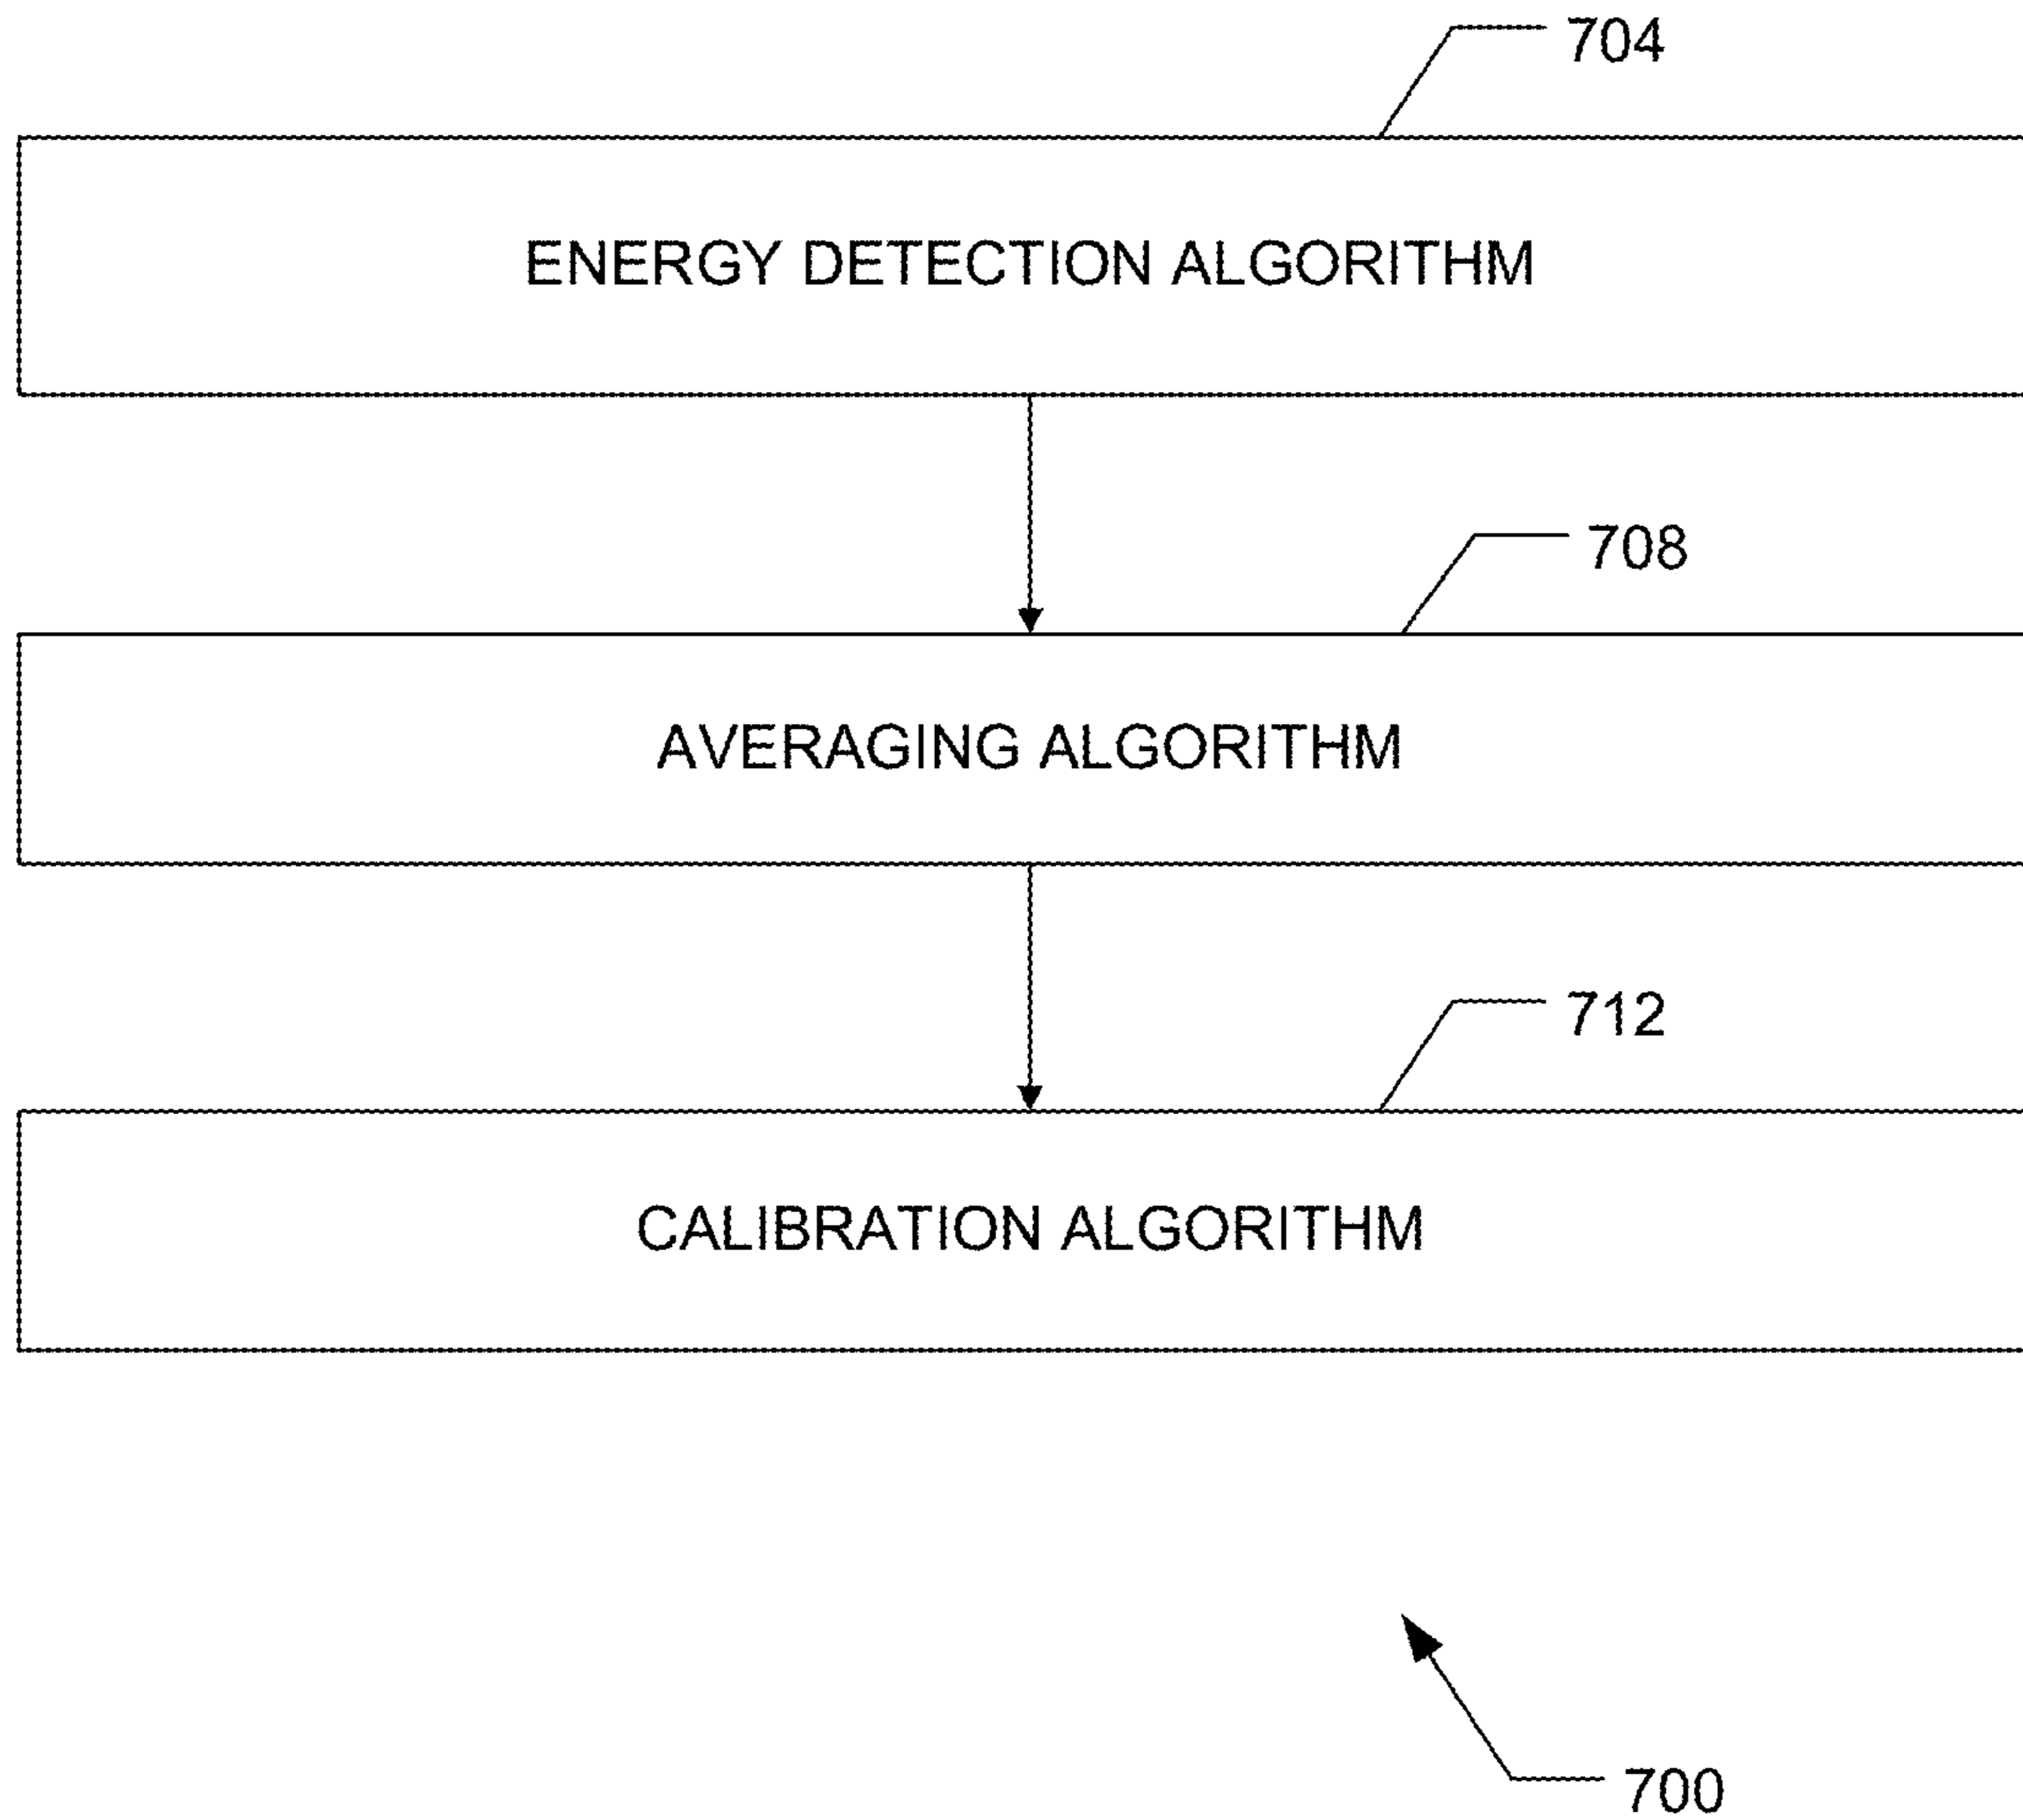 704
ENERGY DETECTION ALGORITHM
708
AVERAGING ALGORITHM
712
CALIBRATION ALGORITHM
700